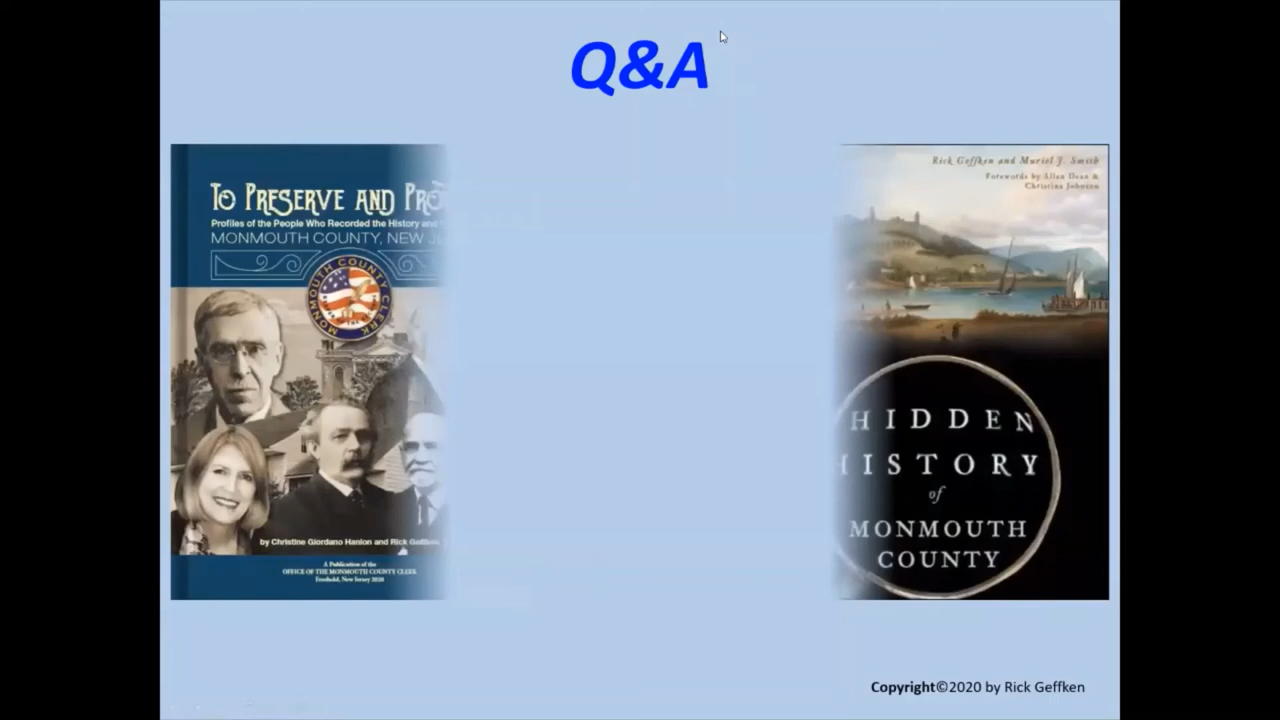 Q&A
TO PRESERVE AND PRO
Profiles of the People Who Recorded the History and
MONMOUTH COUNTY, NEW J
MONMOUTH COUNTY CLERK
by Christine Giordano Hanlon and Rick Geffken
A Publication of the
OFFICE OF THE MONMOUTH COUNTY CLERK
Freehold, New Jersey 2020
Rick Geffken and Muriel J. Smith
Forewords by Allan Dean &
Christina Johnson
HIDDEN
HISTORY
of
MONMOUTH
COUNTY
Copyright©2020 by Rick Geffken